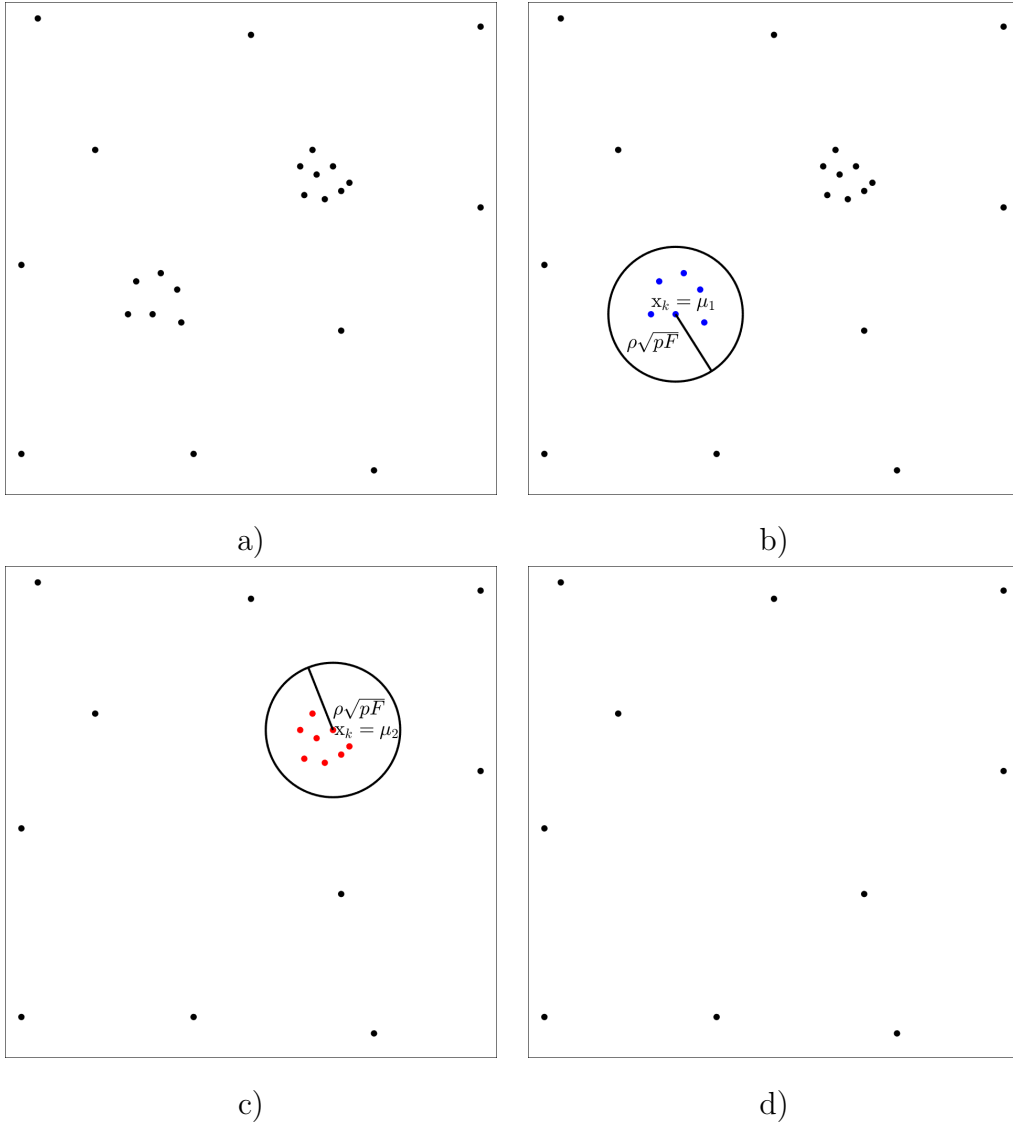 a)
x_k = μ_1
ρ√pF
b)
ρ√pF
x_k = μ_2
c)
d)